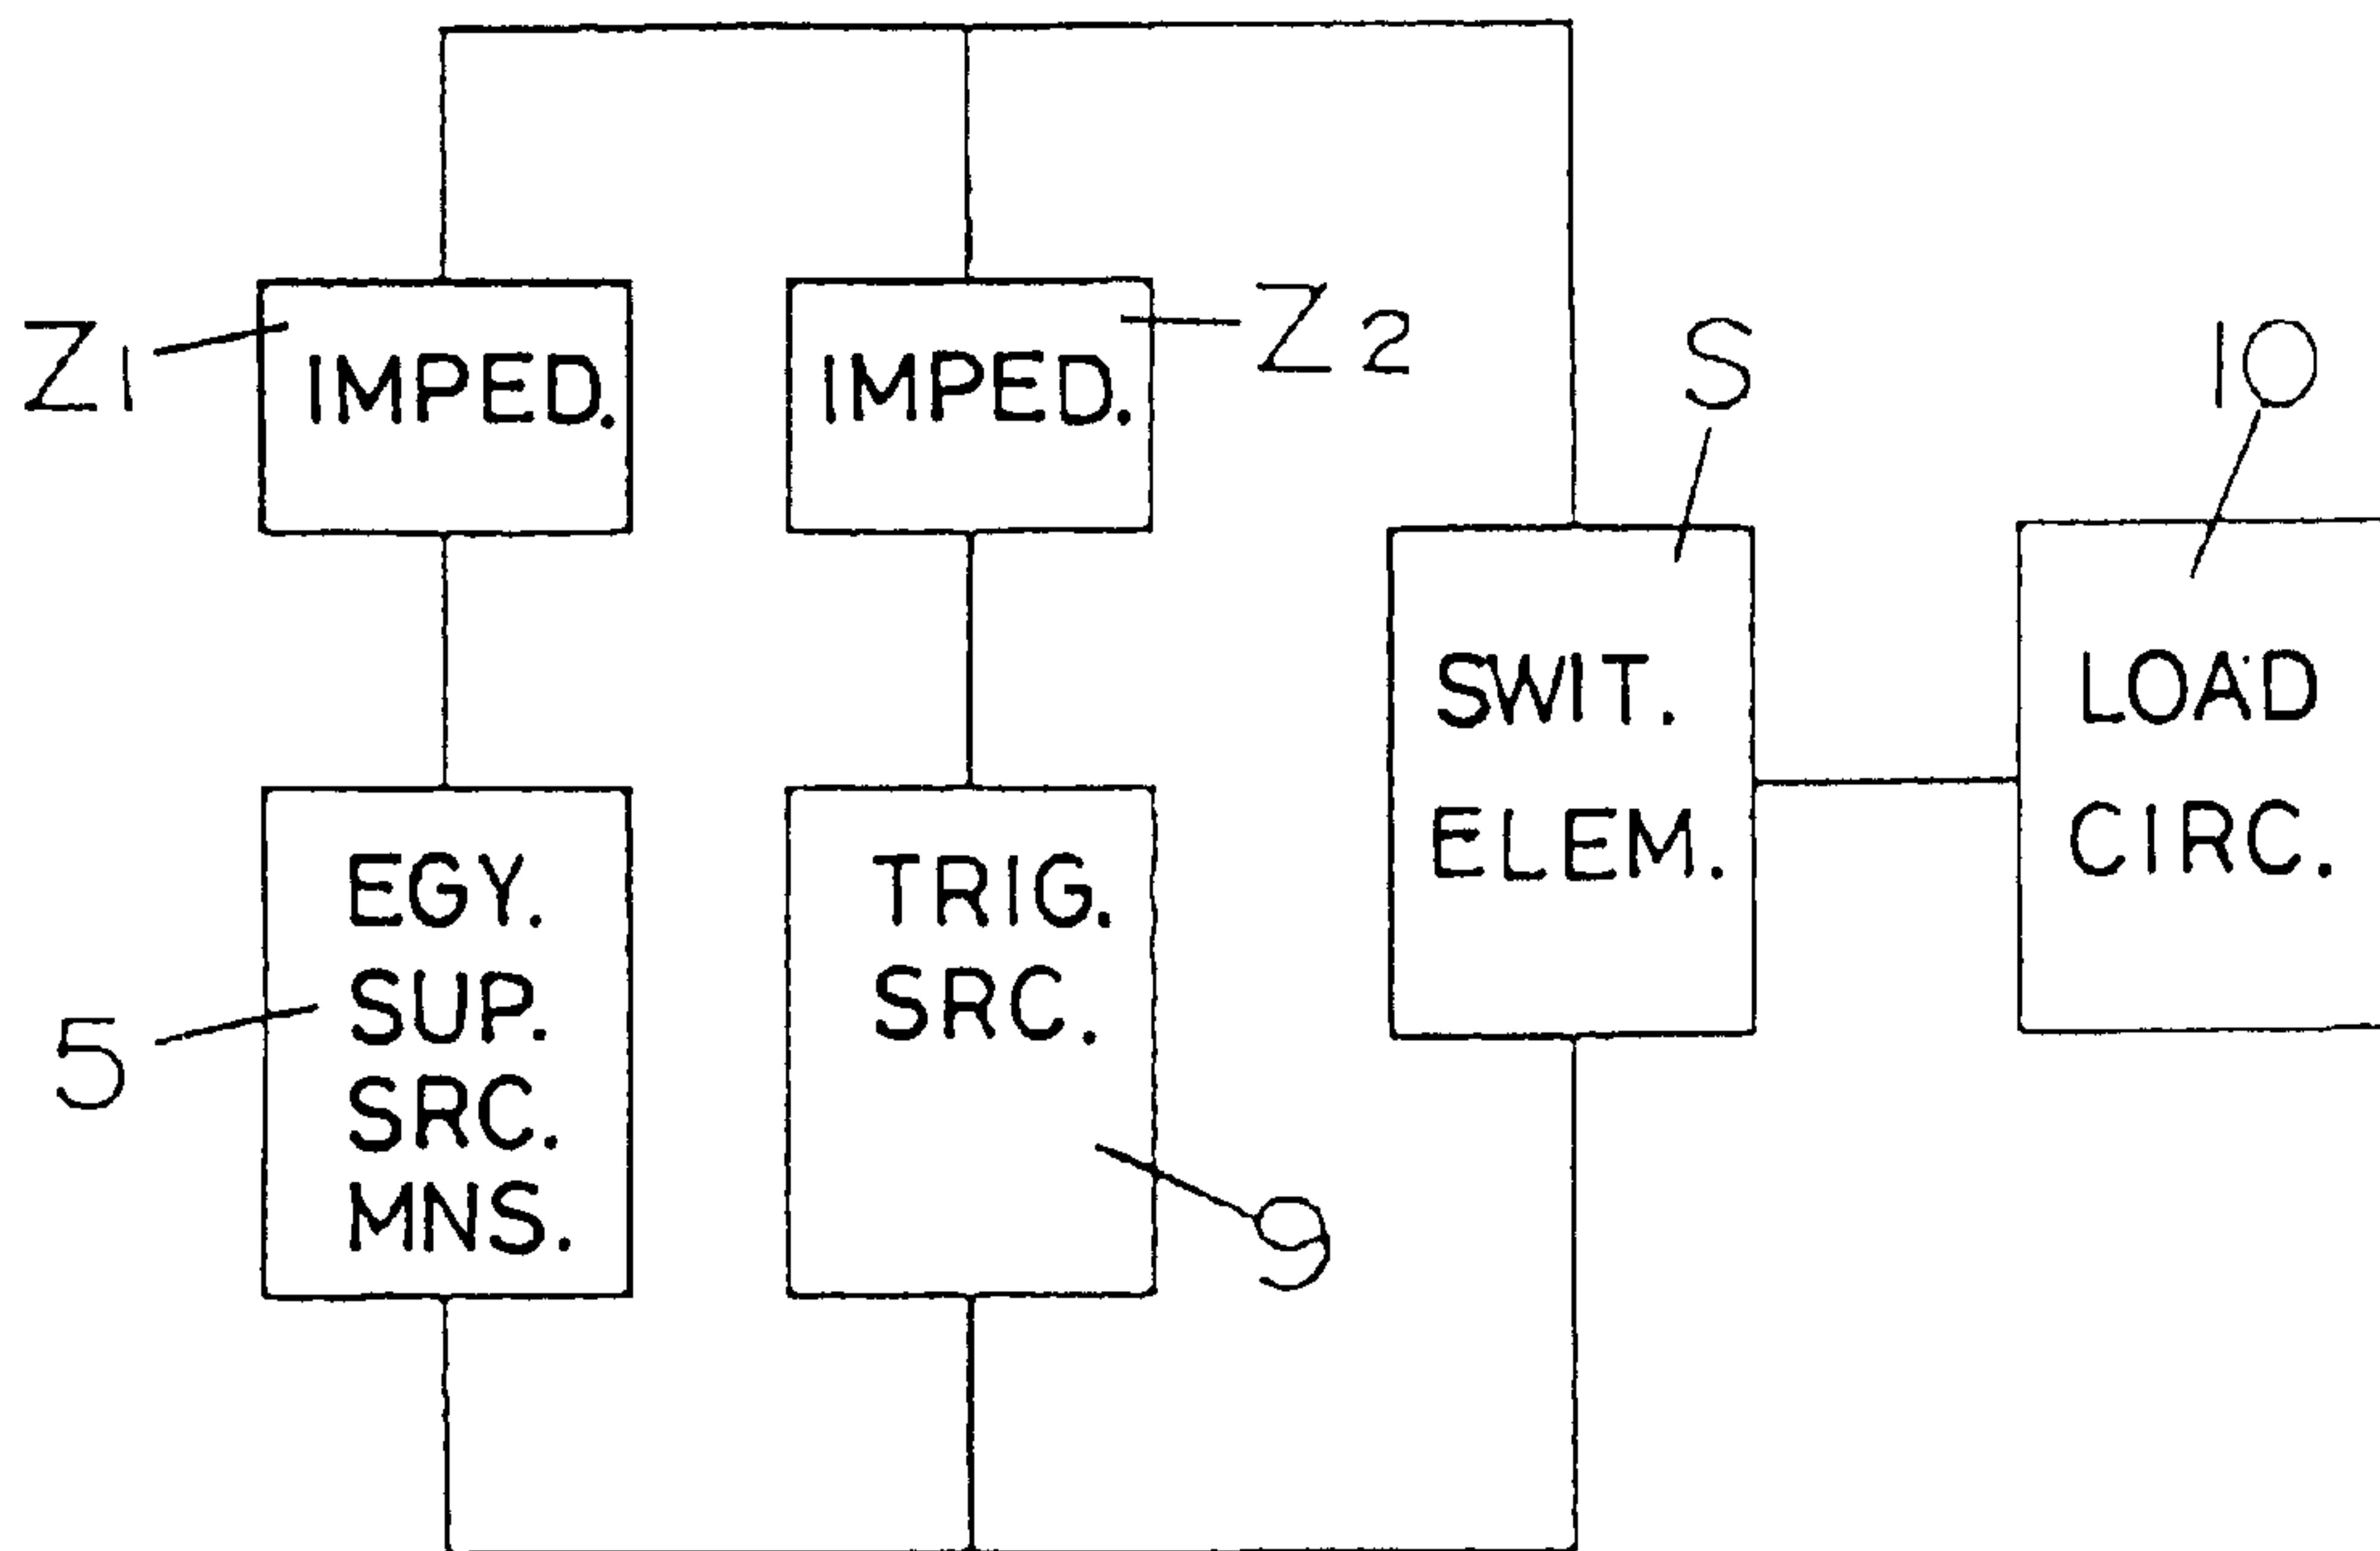 Z1
IMPED.
IMPED.
Z2
S
10
SWIT.
ELEM.
LOAD
CIRC.
5
EGY.
SUP.
SRC.
MNS.
TRIG.
SRC.
9